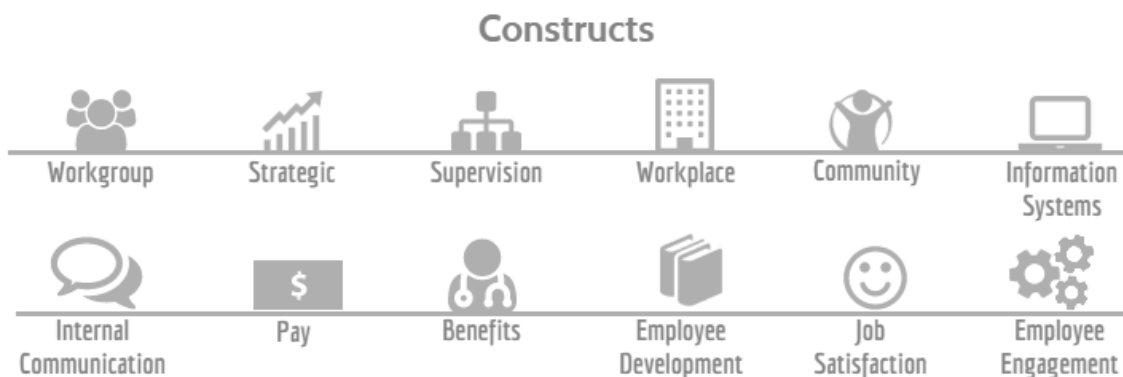 Constructs
Workgroup Strategic Supervision Workplace Community Information
Systems
$
Internal Pay Benefits Employee Job Employee
Communication Development Satisfaction Engagement